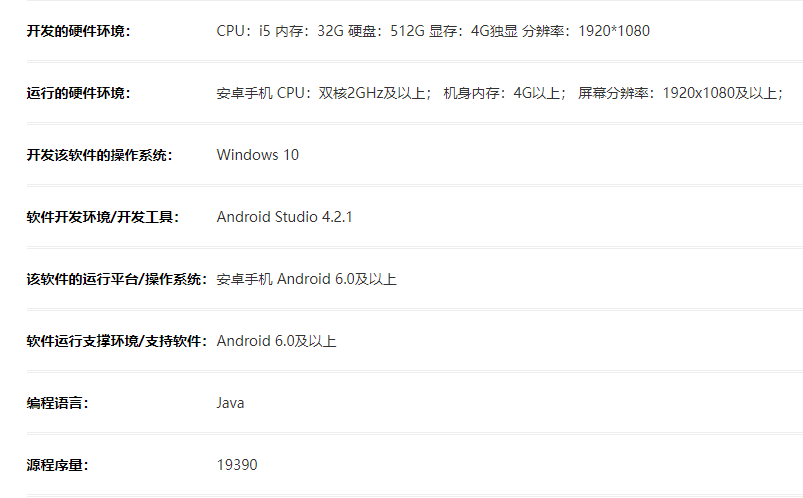 开发的硬件环境： CPU：i5 内存：32G 硬盘：512G 显存：4G独显 分辨率：1920*1080
运行的硬件环境： 安卓手机 CPU：双核2GHz及以上； 机身内存：4G以上； 屏幕分辨率：1920x1080及以上；
开发该软件的操作系统： Windows 10
软件开发环境/开发工具： Android Studio 4.2.1
该软件的运行平台/操作系统： 安卓手机 Android 6.0及以上
软件运行支撑环境/支持软件： Android 6.0及以上
编程语言： Java
源程序量： 19390